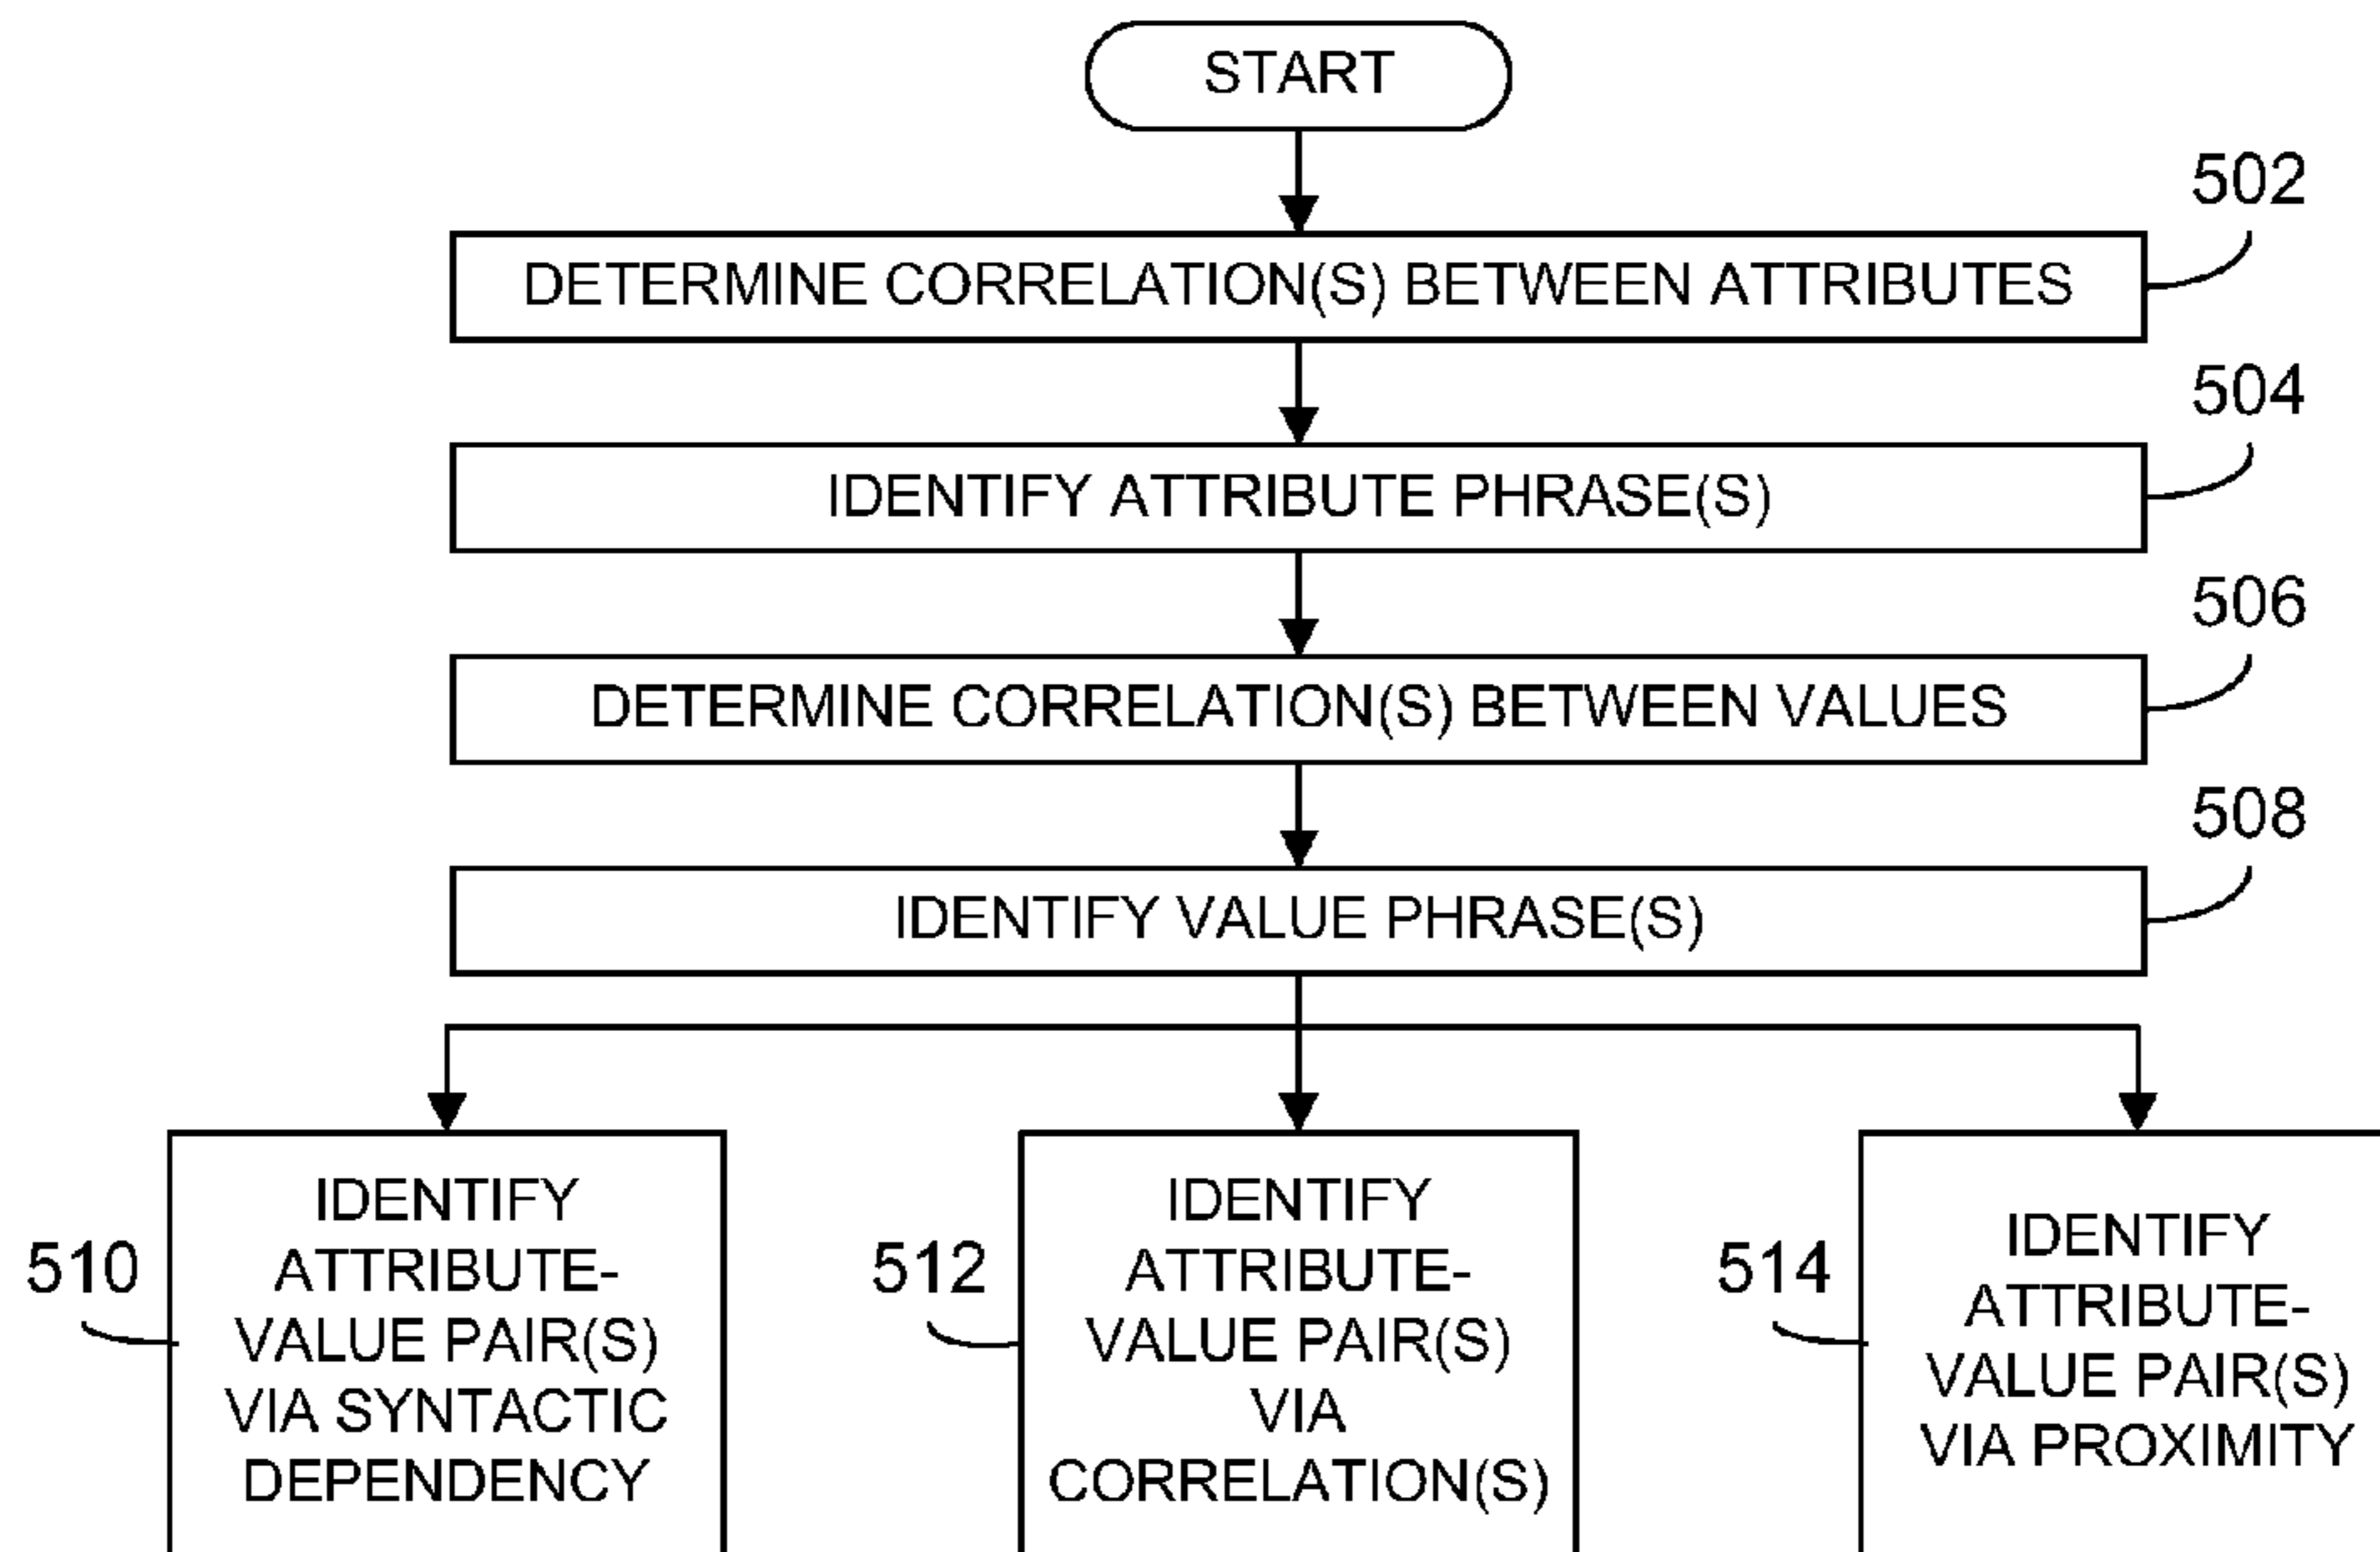 START
502
DETERMINE CORRELATION(S) BETWEEN ATTRIBUTES
504
IDENTIFY ATTRIBUTE PHRASE(S)
506
DETERMINE CORRELATION(S) BETWEEN VALUES
508
IDENTIFY VALUE PHRASE(S)
510
IDENTIFY
ATTRIBUTE-
VALUE PAIR(S)
VIA SYNTACTIC
DEPENDENCY
512
IDENTIFY
ATTRIBUTE-
VALUE PAIR(S)
VIA
CORRELATION(S)
514
IDENTIFY
ATTRIBUTE-
VALUE PAIR(S)
VIA PROXIMITY